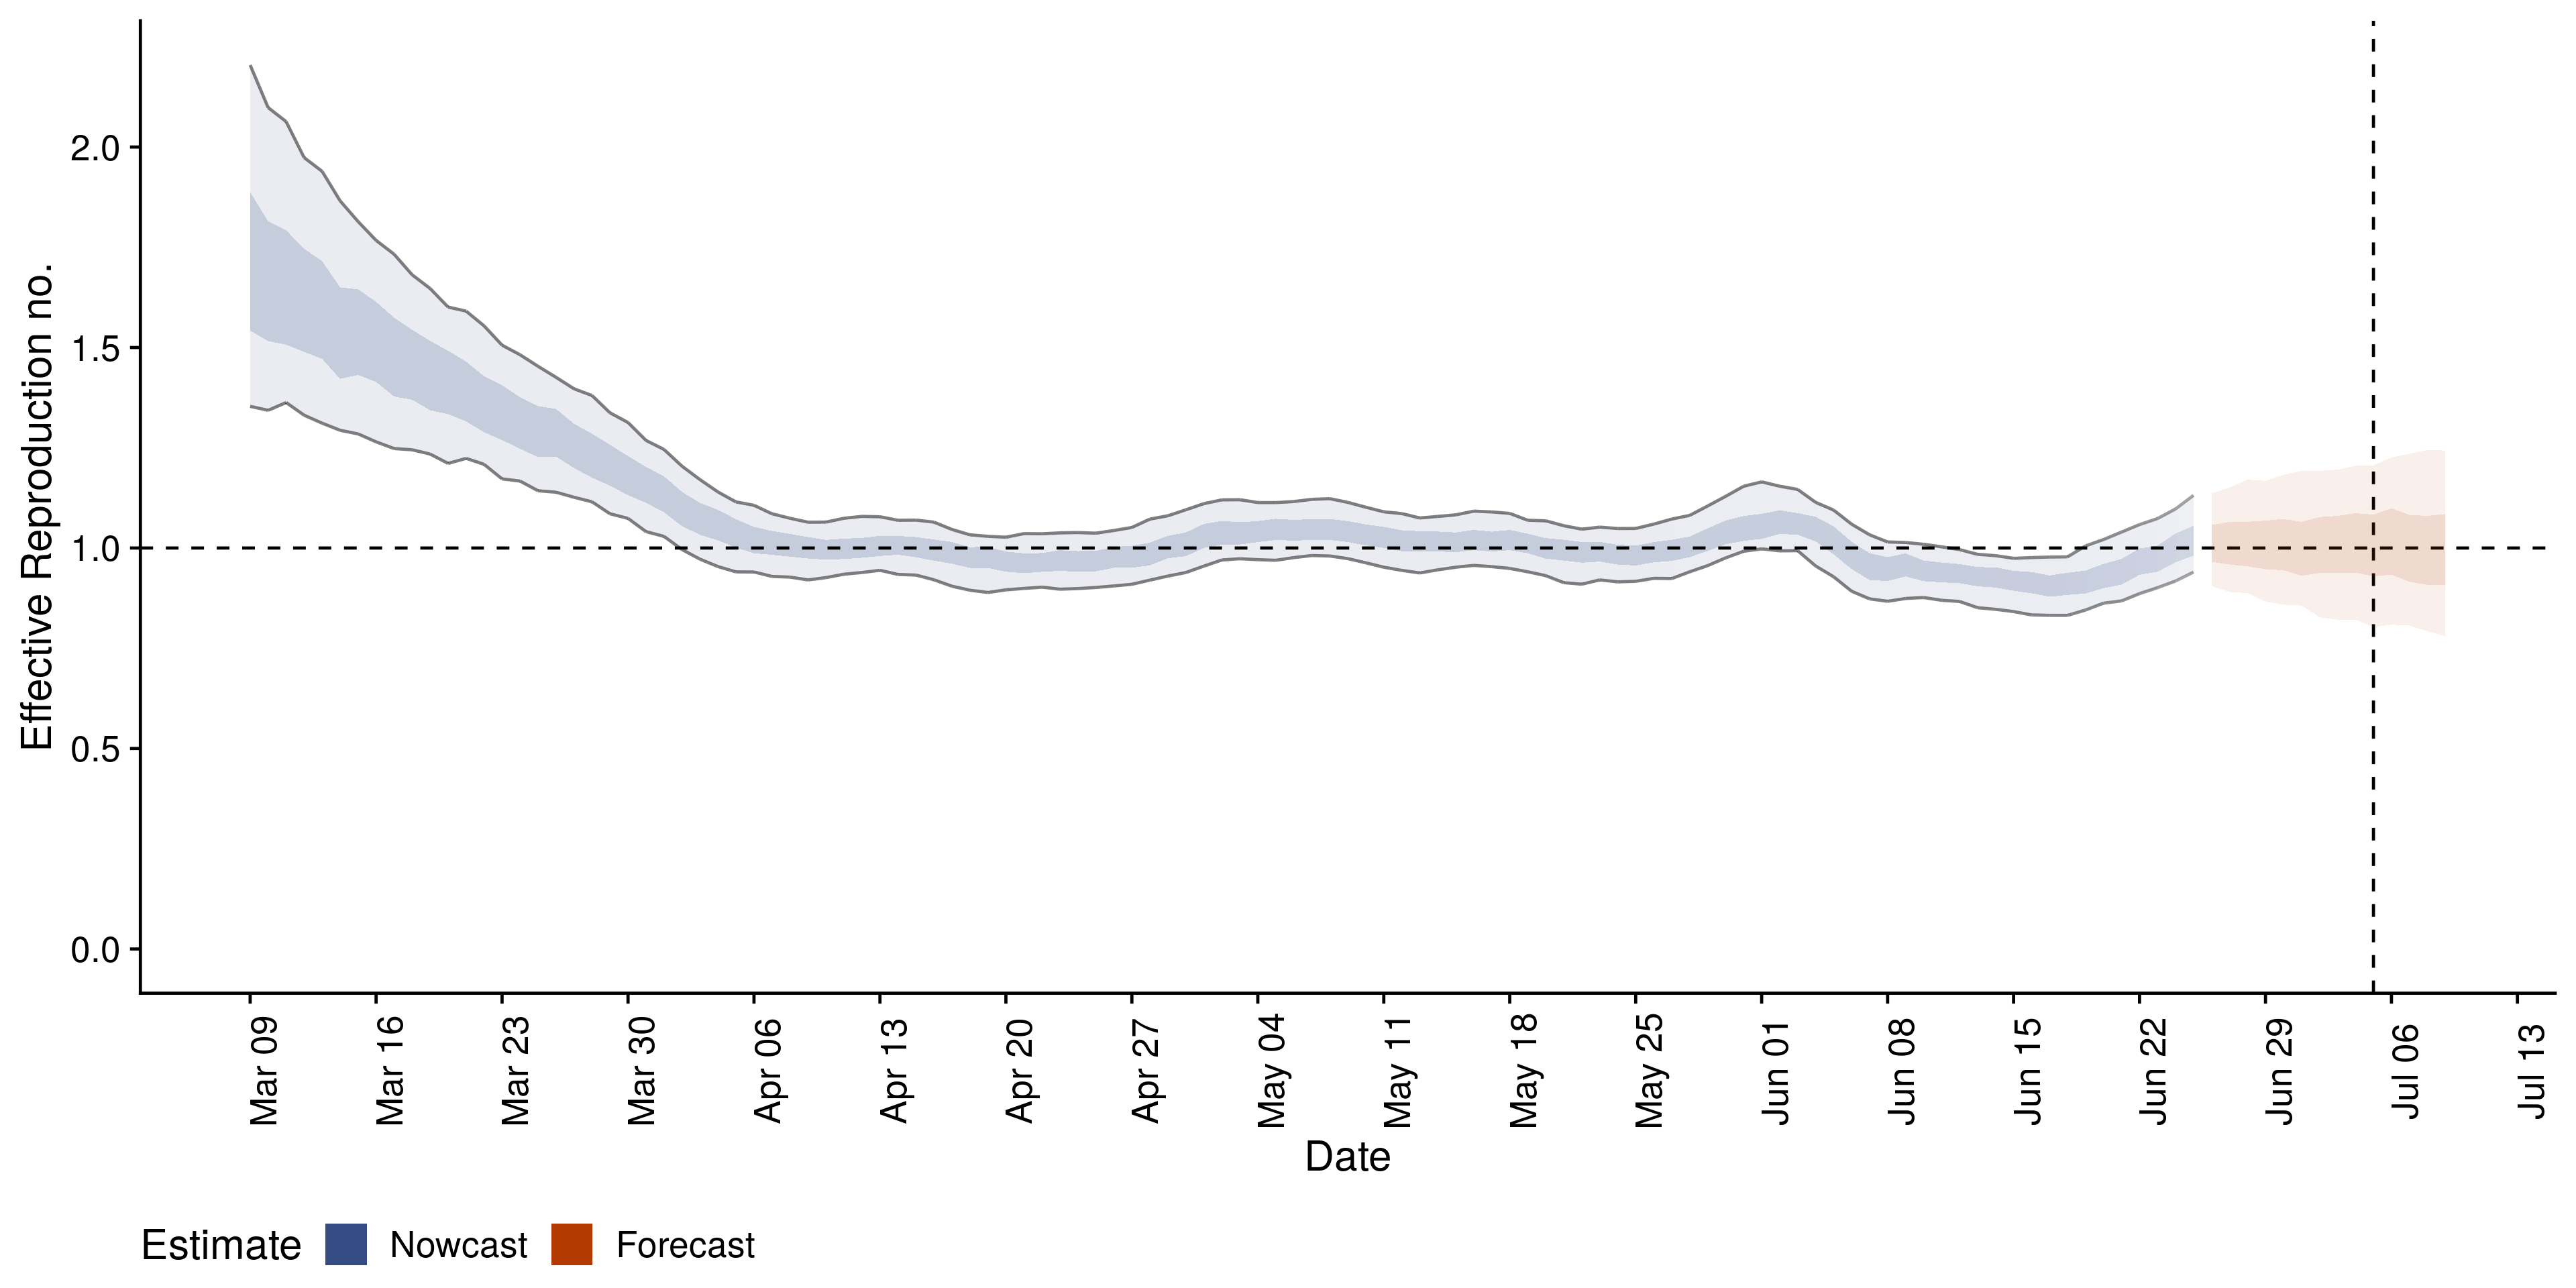 Effective Reproduction no.
2.0
1.5
1.0
0.5
0.0
Mar 09
Mar 16
Mar 23
Mar 30
Apr 06
Apr 13
Apr 20
Apr 27
May 04
May 11
May 18
May 25
Jun 01
Jun 08
Jun 15
Jun 22
Jun 29
Jul 06
Jul 13
Date
Estimate Nowcast Forecast